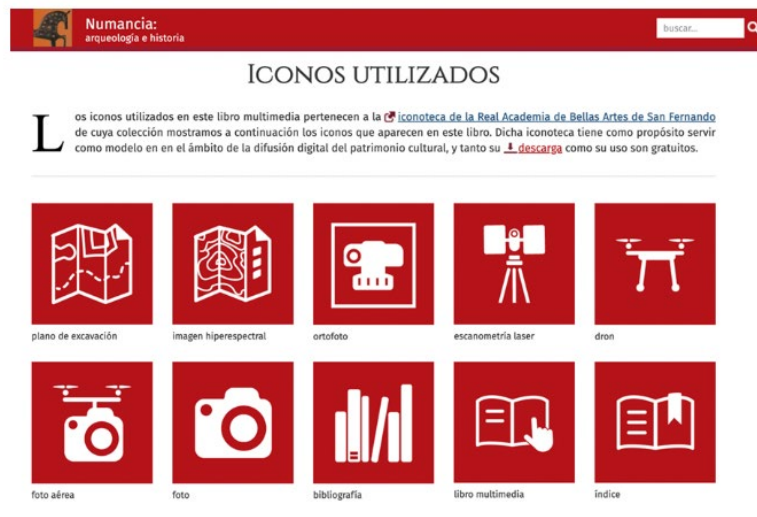 Numancia:
arqueología e historia
buscar...
Iconos utilizados
Los iconos utilizados en este libro multimedia pertenecen a la iconoteca de la Real Academia de Bellas Artes de San Fernando
de cuya colección mostramos a continuación los iconos que aparecen en este libro. Dicha iconoteca tiene como propósito servir
como modelo en en el ámbito de la difusión digital del patrimonio cultural, y tanto su descarga como su uso son gratuitos.
plano de excavación
imagen hiperespectral
ortofoto
escanometría laser
dron
foto aérea
foto
bibliografía
libro multimedia
índice